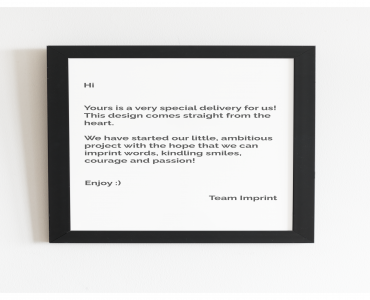 Hi
Yours is a very special delivery for us!
This design comes straight from the
heart.
We have started our little, ambitious
project with the hope that we can
imprint words, kindling smiles,
courage and passion!
Enjoy :)
Team Imprint